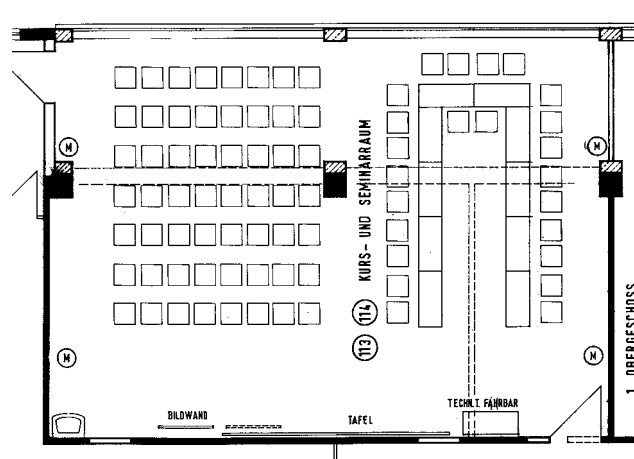 M
M
KURS- UND SEMINARRAUM
114
113
M
M
BILDWAND
TAFEL
TECHN.T. FAHRBAR
1. OBERGESCHOSS